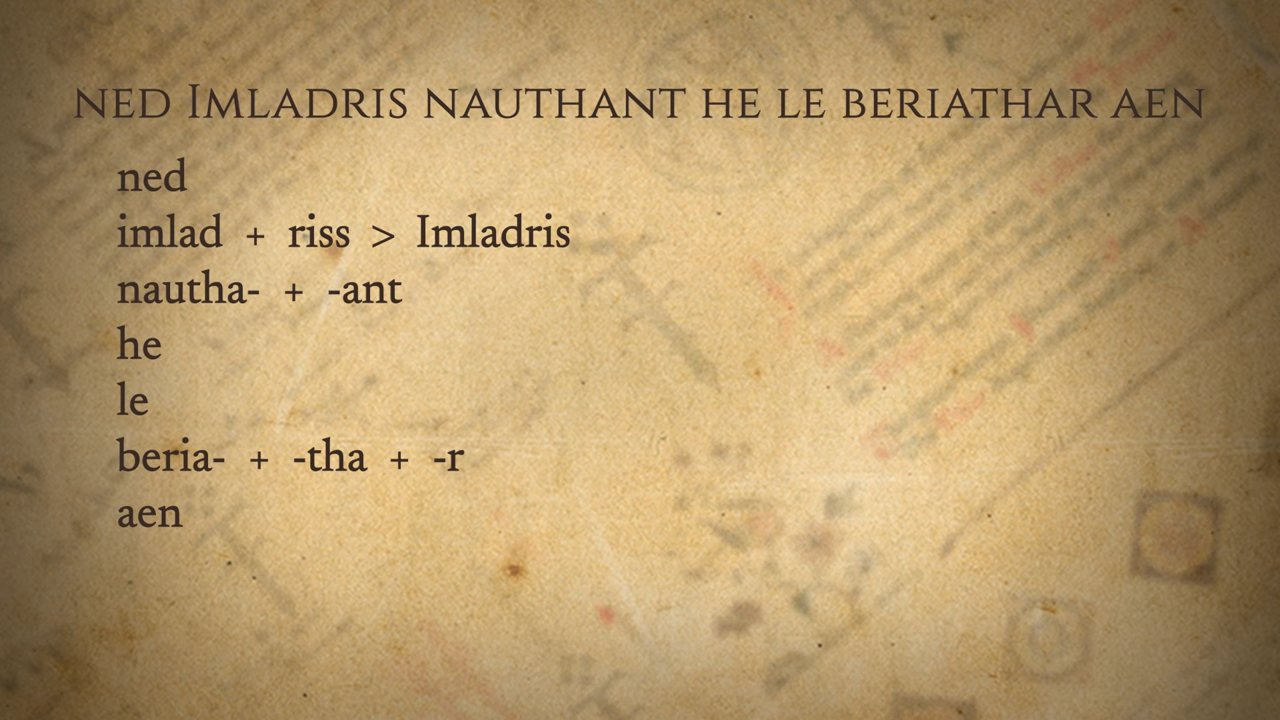 NED IMLADRIS NAUTHANT HE LE BERIATHAR AEN
ned
imlad + riss > Imladris
nautha- + -ant
he
le
beria- + -tha + -r
aen